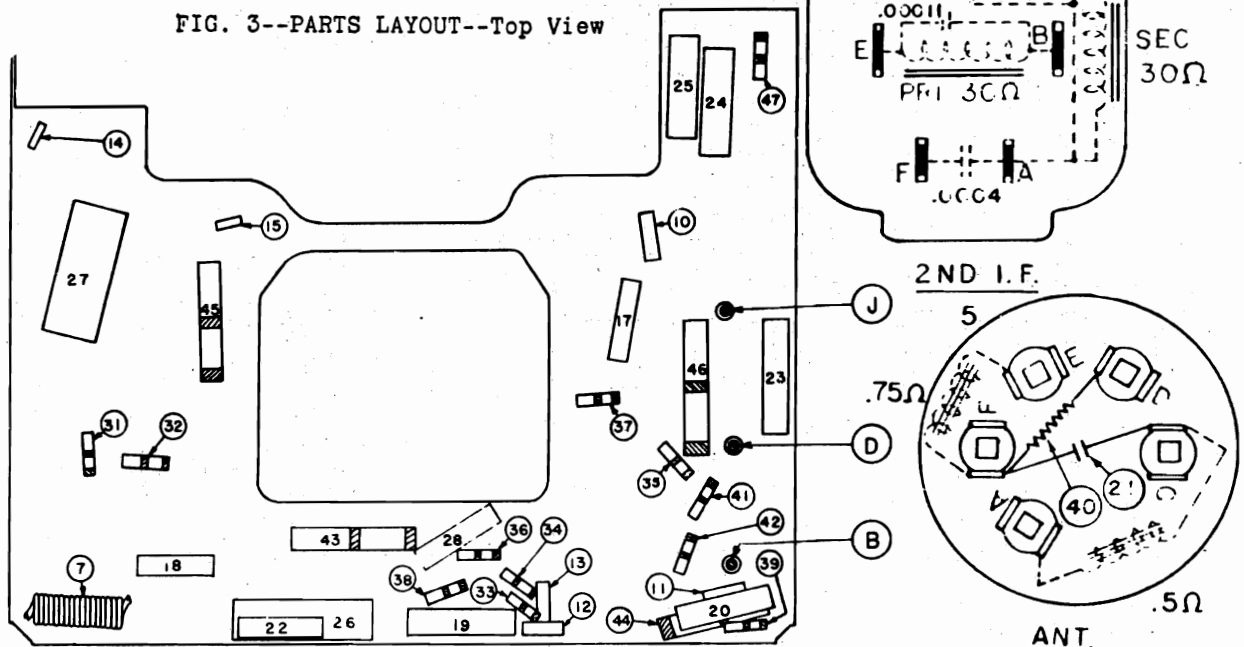 FIG. 3--PARTS LAYOUT--Top View
14
15
27
45
31
32
7
18
22
26
43
28
36
34
38
33
13
19
12
25
24
47
10
17
46
23
37
35
41
42
11
20
39
44
J
D
B
.00011
E
B
PRI 30Ω
SEC
30Ω
F
A
.0004
2ND I.F.
5
.75Ω
E
D
F
C
A
40
21
.5Ω
ANT.